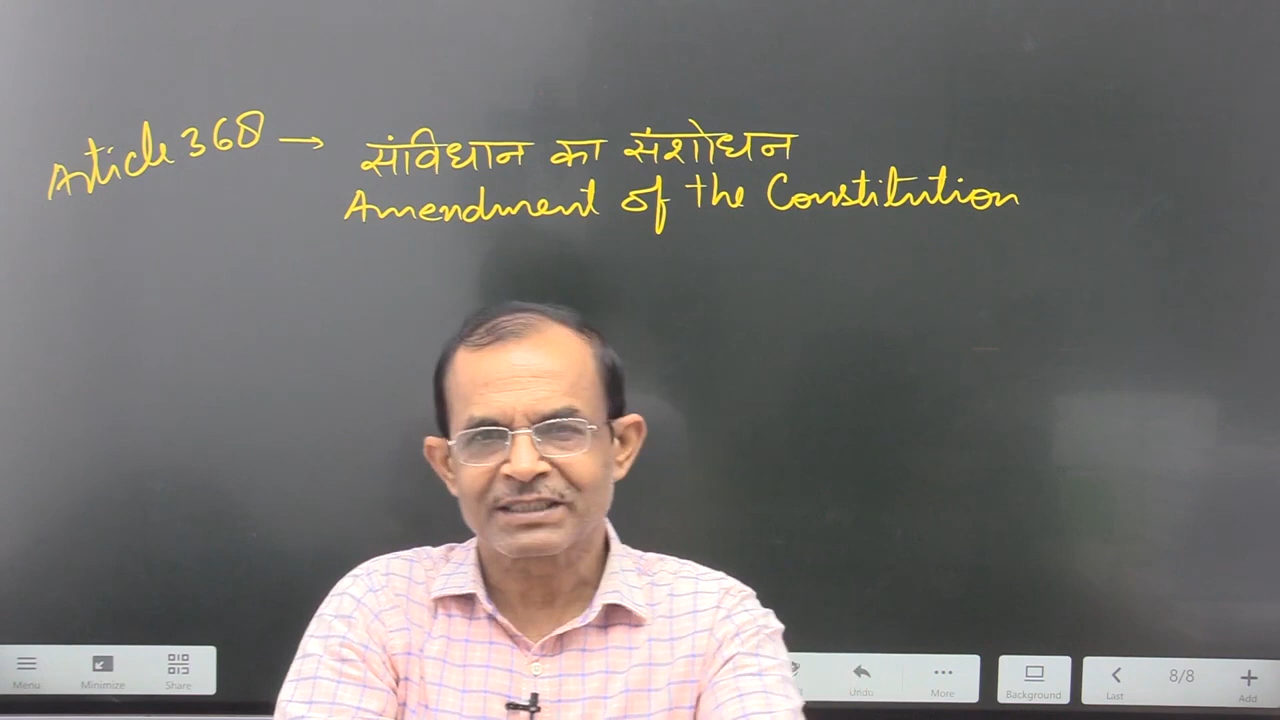 Article 368 → संविधान का संशोधन
Amendment of the Constitution
Menu
Minimize
Share
Undo
More
Background
Last
8/8
Add